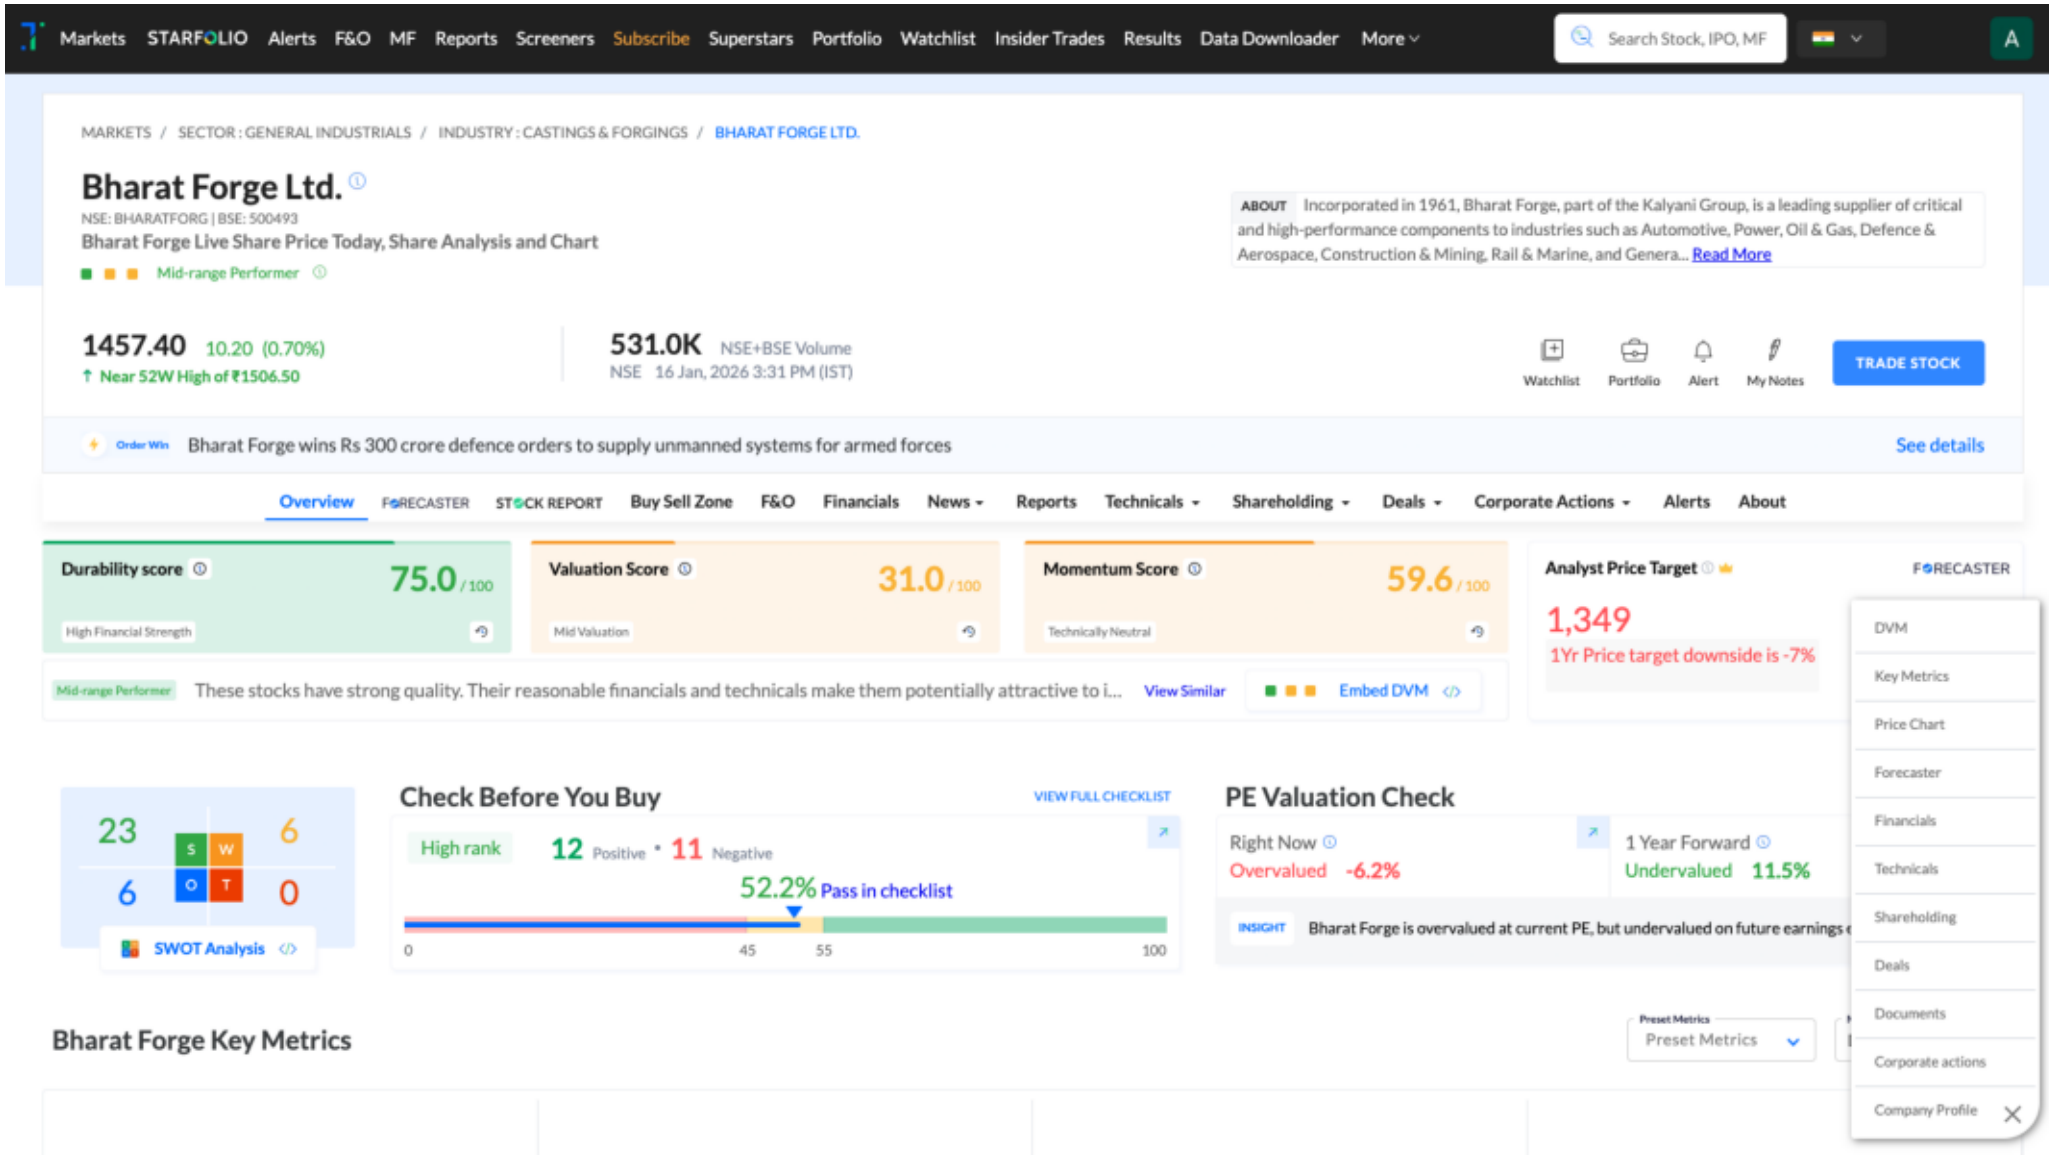 Markets STARFOLIO Alerts F&O MF Reports Screeners Subscribe Superstars Portfolio Watchlist Insider Trades Results Data Downloader More Search Stock, IPO, MF A
MARKETS / SECTOR : GENERAL INDUSTRIALS / INDUSTRY : CASTINGS & FORGINGS / BHARAT FORGE LTD.
Bharat Forge Ltd.
NSE: BHARATFORG | BSE: 500493
Bharat Forge Live Share Price Today, Share Analysis and Chart
Mid-range Performer
ABOUT Incorporated in 1961, Bharat Forge, part of the Kalyani Group, is a leading supplier of critical
and high-performance components to industries such as Automotive, Power, Oil & Gas, Defence &
Aerospace, Construction & Mining, Rail & Marine, and Genera... Read More
1457.40 10.20 (0.70%)
↑ Near 52W High of ₹1506.50
531.0K NSE+BSE Volume
NSE 16 Jan, 2026 3:31 PM (IST)
Watchlist Portfolio Alert My Notes TRADE STOCK
Order Win Bharat Forge wins Rs 300 crore defence orders to supply unmanned systems for armed forces See details
Overview FORECASTER STOCK REPORT Buy Sell Zone F&O Financials News Reports Technicals Shareholding Deals Corporate Actions Alerts About
Durability score 75.0 / 100
High Financial Strength
Valuation Score 31.0 / 100
Mid Valuation
Momentum Score 59.6 / 100
Technically Neutral
Analyst Price Target FORECASTER
1,349
1Yr Price target downside is -7%
Mid-range Performer These stocks have strong quality. Their reasonable financials and technicals make them potentially attractive to i... View Similar Embed DVM </>
23 S W 6
6 O T 0
SWOT Analysis </>
Check Before You Buy VIEW FULL CHECKLIST
High rank 12 Positive 11 Negative
52.2% Pass in checklist
0 45 55 100
PE Valuation Check
Right Now
Overvalued -6.2%
1 Year Forward
Undervalued 11.5%
INSIGHT Bharat Forge is overvalued at current PE, but undervalued on future earnings
Bharat Forge Key Metrics
Preset Metrics
Preset Metrics
DVM
Key Metrics
Price Chart
Forecaster
Financials
Technicals
Shareholding
Deals
Documents
Corporate actions
Company Profile